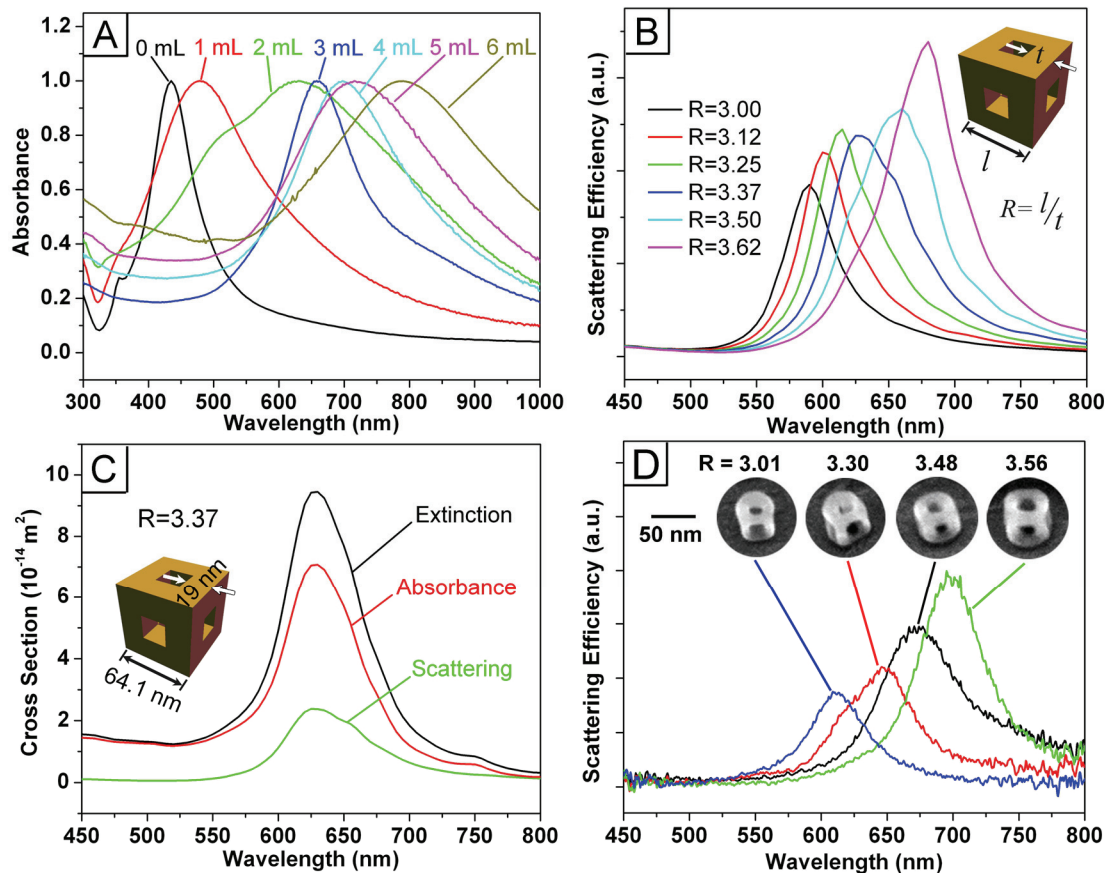 A
0 mL 1 mL 2 mL 3 mL 4 mL 5 mL 6 mL
Absorbance
1.2
1.0
0.8
0.6
0.4
0.2
0.0
300 400 500 600 700 800 900 1000
Wavelength (nm)
B
Scattering Efficiency (a.u.)
R=3.00
R=3.12
R=3.25
R=3.37
R=3.50
R=3.62
t
l
R= l/t
450 500 550 600 650 700 750 800
Wavelength (nm)
C
Cross Section (10-14 m2)
10
8
6
4
2
0
R=3.37
19 nm
64.1 nm
Extinction
Absorbance
Scattering
450 500 550 600 650 700 750 800
Wavelength (nm)
D
Scattering Efficiency (a.u.)
R = 3.01 3.30 3.48 3.56
50 nm
450 500 550 600 650 700 750 800
Wavelength (nm)